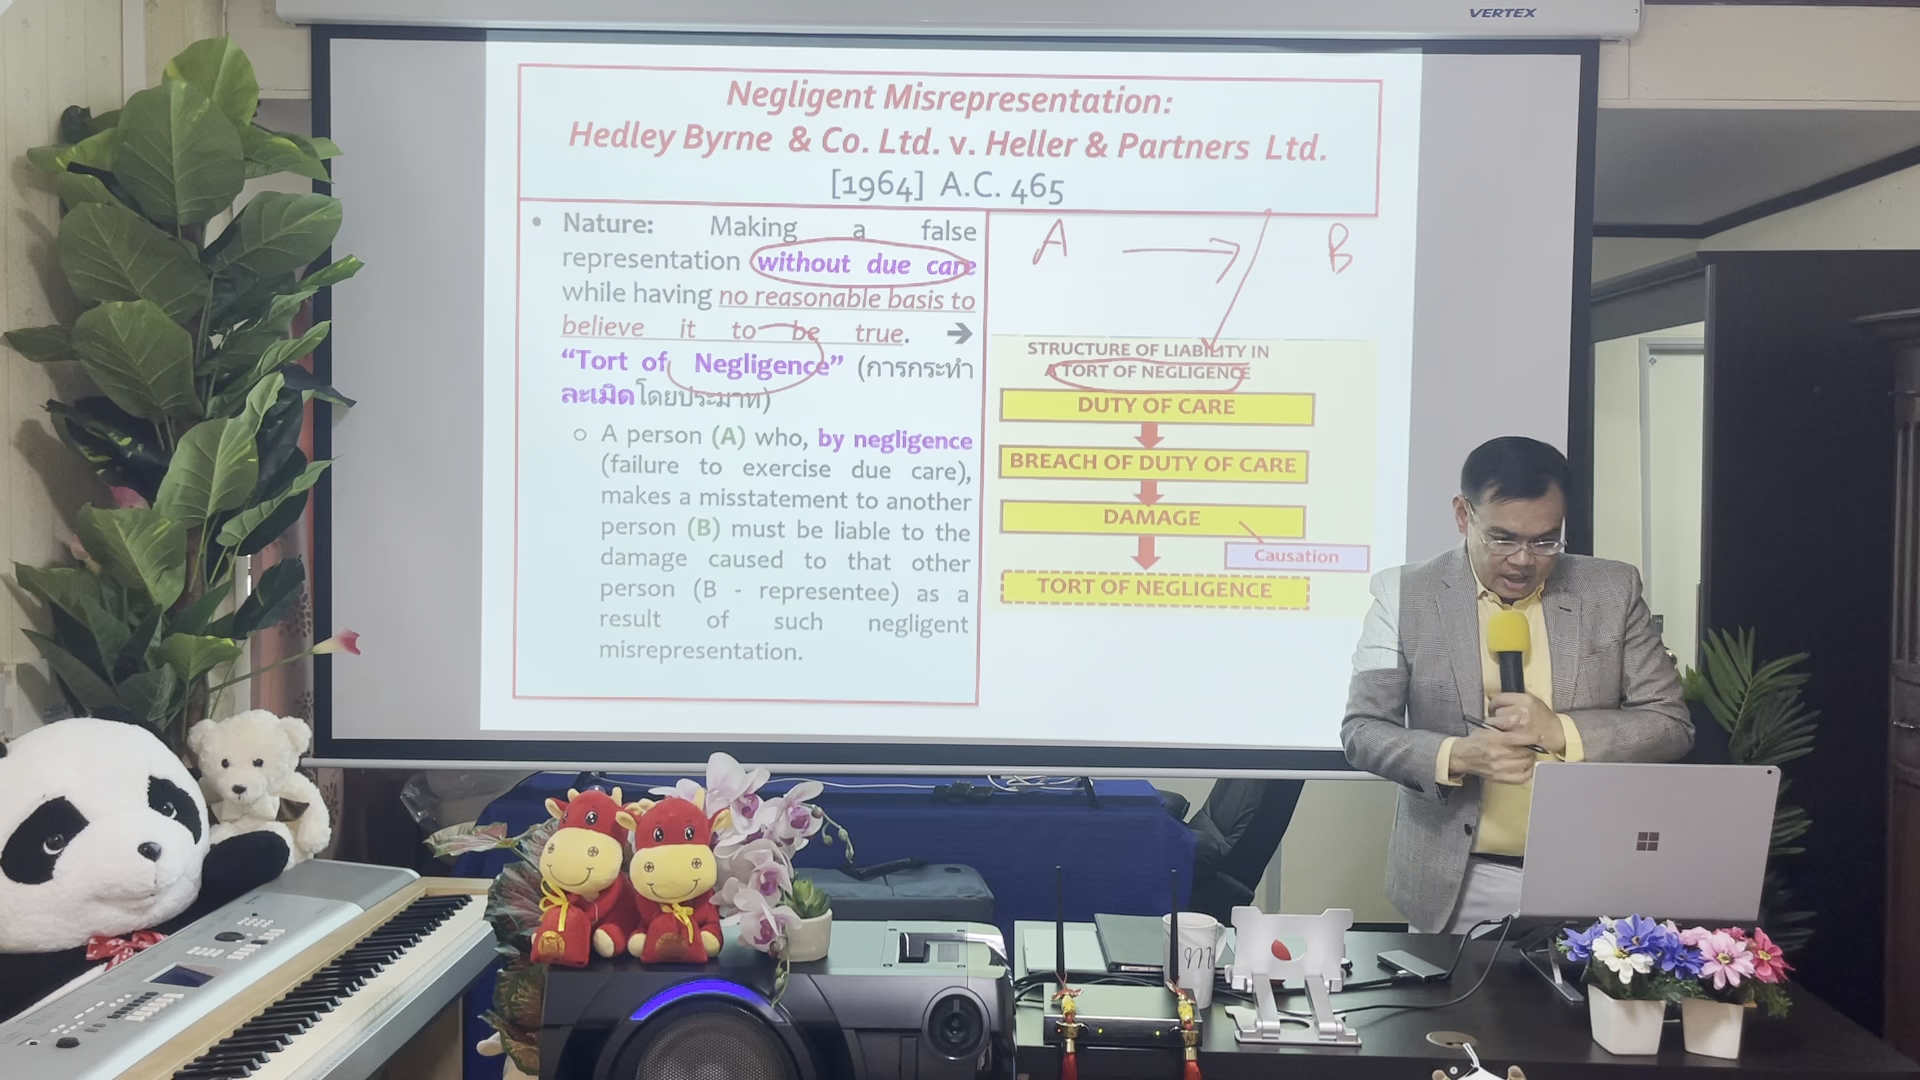 VERTEX
Negligent Misrepresentation:
Hedley Byrne & Co. Ltd. v. Heller & Partners Ltd.
[1964] A.C. 465
• Nature: Making a false
representation without due care
while having no reasonable basis to
believe it to be true. ➔
“Tort of Negligence” (การกระทำ
ละเมิดโดยประมาท)
o A person (A) who, by negligence
(failure to exercise due care),
makes a misstatement to another
person (B) must be liable to the
damage caused to that other
person (B - representee) as a
result of such negligent
misrepresentation.
A → B
STRUCTURE OF LIABILITY IN
A TORT OF NEGLIGENCE
DUTY OF CARE
BREACH OF DUTY OF CARE
DAMAGE
Causation
TORT OF NEGLIGENCE